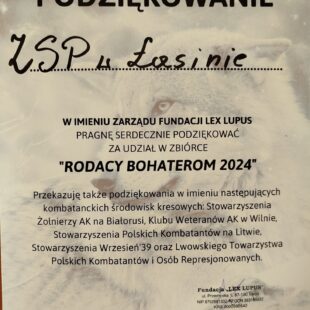 PODZIĘKOWANIE
ZSP w Łasinie
W IMIENIU ZARZĄDU FUNDACJI LEX LUPUS
PRAGNĘ SERDECZNIE PODZIĘKOWAĆ
ZA UDZIAŁ W ZBIÓRCE
"RODACY BOHATEROM 2024"
Przekazuję także podziękowania w imieniu następujących
kombatanckich środowisk kresowych: Stowarzyszenia
Żołnierzy AK na Białorusi, Klubu Weteranów AK w Wilnie,
Stowarzyszenia Polskich Kombatantów na Litwie,
Stowarzyszenia Wrzesień'39 oraz Lwowskiego Towarzystwa
Polskich Kombatantów i Osób Represjonowanych.
Fundacja „LEX LUPUS"